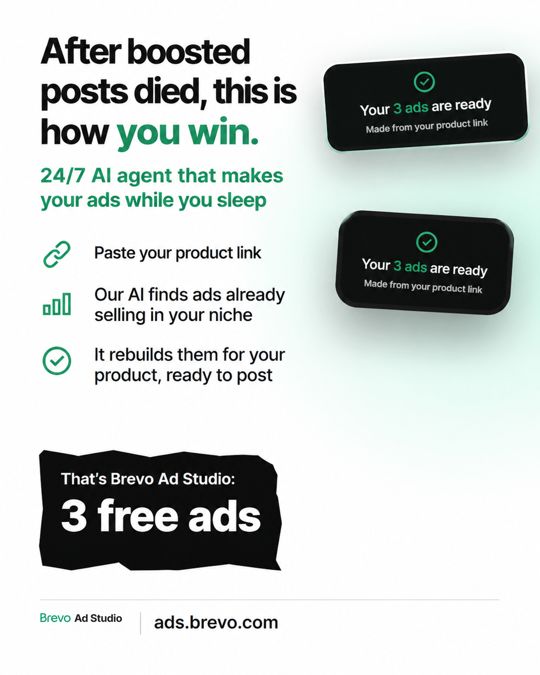 After boosted
posts died, this is
how you win.
24/7 AI agent that makes
your ads while you sleep
Paste your product link
Our AI finds ads already
selling in your niche
It rebuilds them for your
product, ready to post
Your 3 ads are ready
Made from your product link
Your 3 ads are ready
Made from your product link
That's Brevo Ad Studio:
3 free ads
Brevo Ad Studio
ads.brevo.com